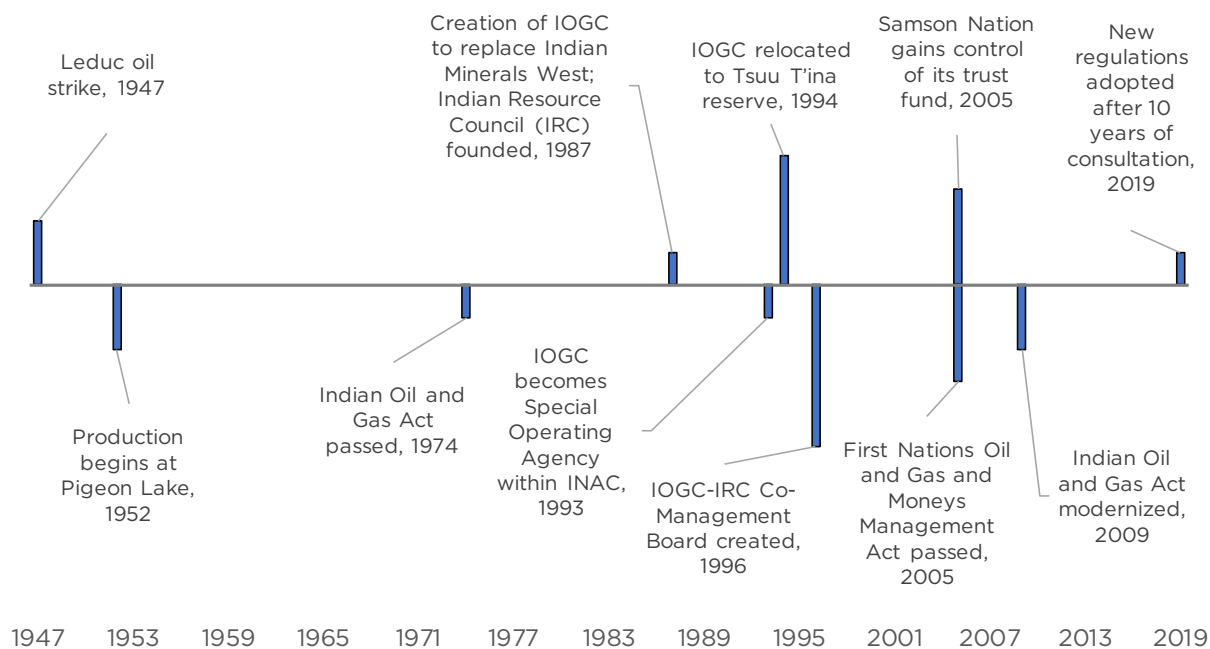 Leduc oil
strike, 1947
Creation of IOGC
to replace Indian
Minerals West;
Indian Resource
Council (IRC)
founded, 1987
IOGC relocated
to Tsuu T’ina
reserve, 1994
Samson Nation
gains control
of its trust
fund, 2005
New
regulations
adopted
after 10
years of
consultation,
2019
Production
begins at
Pigeon Lake,
1952
Indian Oil and
Gas Act
passed, 1974
IOGC
becomes
Special
Operating
Agency
within INAC,
1993
IOGC-IRC Co-
Management
Board created,
1996
First Nations Oil
and Gas and
Moneys
Management
Act passed,
2005
Indian Oil
and Gas Act
modernized,
2009
1947 1953 1959 1965 1971 1977 1983 1989 1995 2001 2007 2013 2019